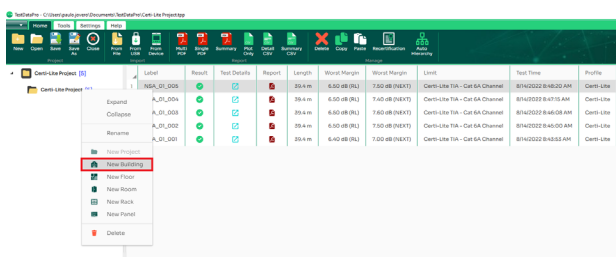 TestDataPro - C:\Users\paulo jovero\Documents\TestDataPro\Certi-Lite Project.tpp
Home Tools Settings Help
New Open Save Save As Close From File From USB From Device Multi PDF Single PDF Summary Plot Only Detail CSV Summary CSV Delete Copy Paste Recertification Auto Hierarchy
Project Import Report Manage
Certi-Lite Project [5]
Label Result Test Details Report Length Worst Margin Worst Margin Limit Test Time Profile
NSA_01_005 39.4 m 6.50 dB (RL) 7.50 dB (NEXT) Certi-Lite TIA - Cat 6A Channel 8/14/2022 8:48:20 AM Certi-Lite
Certi-Lite Project [5]
A_01_004 39.4 m 6.50 dB (RL) 7.40 dB (NEXT) Certi-Lite TIA - Cat 6A Channel 8/14/2022 8:47:15 AM Certi-Lite
A_01_003 39.4 m 6.50 dB (RL) 7.60 dB (NEXT) Certi-Lite TIA - Cat 6A Channel 8/14/2022 8:46:08 AM Certi-Lite
A_01_002 39.4 m 6.50 dB (RL) 7.50 dB (NEXT) Certi-Lite TIA - Cat 6A Channel 8/14/2022 8:45:00 AM Certi-Lite
A_01_001 39.4 m 6.40 dB (RL) 7.00 dB (NEXT) Certi-Lite TIA - Cat 6A Channel 8/14/2022 8:43:53 AM Certi-Lite
Expand
Collapse
Rename
New Project
New Building
New Floor
New Room
New Rack
New Panel
Delete